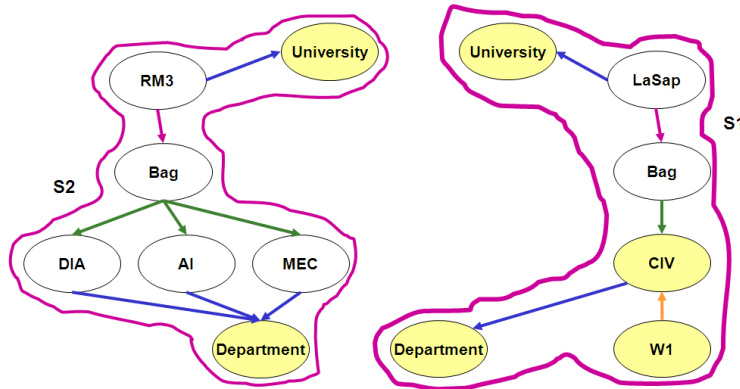 University
RM3
Bag
S2
DIA
AI
MEC
Department
University
LaSap
S1
Bag
CIV
Department
W1